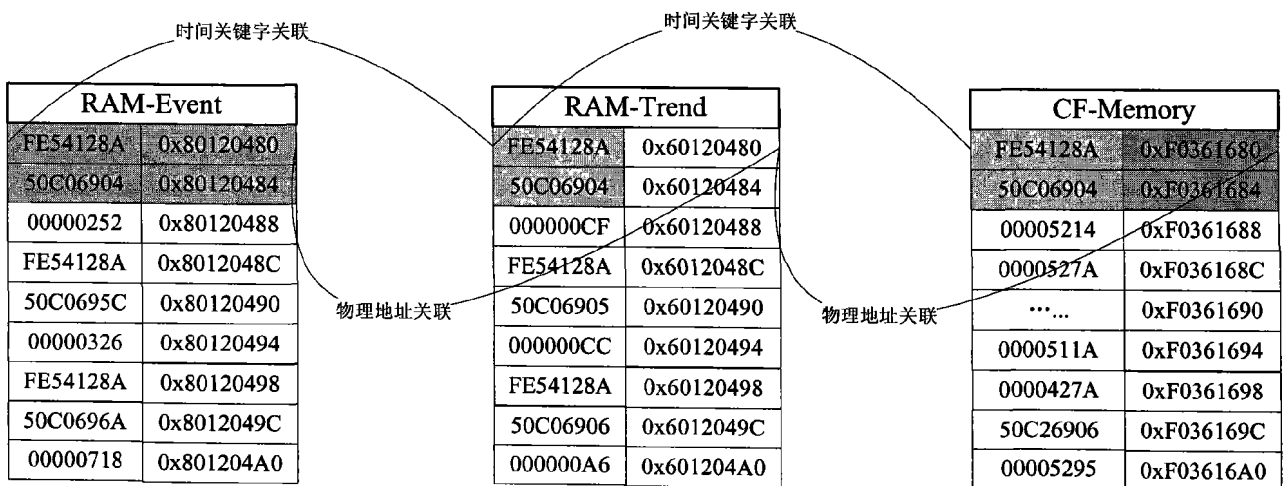 时间关键字关联
时间关键字关联
RAM-Event
FE54128A 0x80120480
50C06904 0x80120484
00000252 0x80120488
FE54128A 0x8012048C
50C0695C 0x80120490
00000326 0x80120494
FE54128A 0x80120498
50C0696A 0x8012049C
00000718 0x801204A0
物理地址关联
RAM-Trend
FE54128A 0x60120480
50C06904 0x60120484
000000CF 0x60120488
FE54128A 0x6012048C
50C06905 0x60120490
000000CC 0x60120494
FE54128A 0x60120498
50C06906 0x6012049C
000000A6 0x601204A0
物理地址关联
CF-Memory
FE54128A 0xF0361680
50C06904 0xF0361684
00005214 0xF0361688
0000527A 0xF036168C
…... 0xF0361690
0000511A 0xF0361694
0000427A 0xF0361698
50C26906 0xF036169C
00005295 0xF03616A0